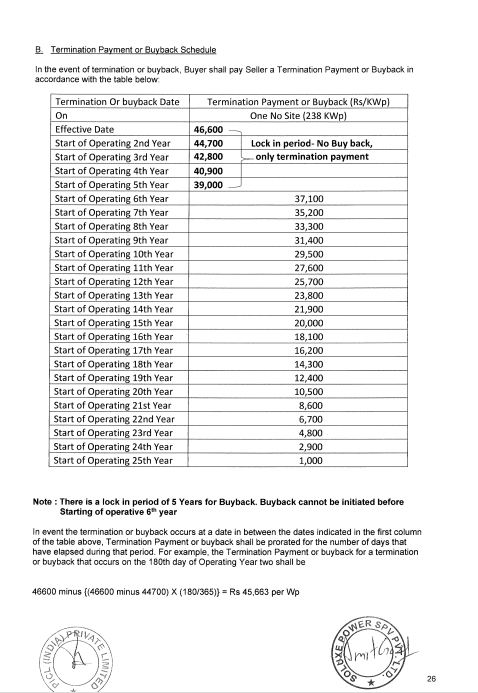 B. Termination Payment or Buyback Schedule
In the event of termination or buyback, Buyer shall pay Seller a Termination Payment or Buyback in
accordance with the table below:
Termination Or buyback Date Termination Payment or Buyback (Rs/KWp)
On One No Site (238 KWp)
Effective Date 46,600
Start of Operating 2nd Year 44,700 Lock in period- No Buy back,
Start of Operating 3rd Year 42,800 only termination payment
Start of Operating 4th Year 40,900
Start of Operating 5th Year 39,000
Start of Operating 6th Year 37,100
Start of Operating 7th Year 35,200
Start of Operating 8th Year 33,300
Start of Operating 9th Year 31,400
Start of Operating 10th Year 29,500
Start of Operating 11th Year 27,600
Start of Operating 12th Year 25,700
Start of Operating 13th Year 23,800
Start of Operating 14th Year 21,900
Start of Operating 15th Year 20,000
Start of Operating 16th Year 18,100
Start of Operating 17th Year 16,200
Start of Operating 18th Year 14,300
Start of Operating 19th Year 12,400
Start of Operating 20th Year 10,500
Start of Operating 21st Year 8,600
Start of Operating 22nd Year 6,700
Start of Operating 23rd Year 4,800
Start of Operating 24th Year 2,900
Start of Operating 25th Year 1,000
Note : There is a lock in period of 5 Years for Buyback. Buyback cannot be initiated before
Starting of operative 6th year
In event the termination or buyback occurs at a date in between the dates indicated in the first column
of the table above, Termination Payment or buyback shall be prorated for the number of days that
have elapsed during that period. For example, the Termination Payment or buyback for a termination
or buyback that occurs on the 180th day of Operating Year two shall be
46600 minus {(46600 minus 44700) X (180/365)} = Rs 45,663 per Wp
PICL (INDIA) PRIVATE LIMITED
SOLUXE POWER SPV PVT. LTD.
26